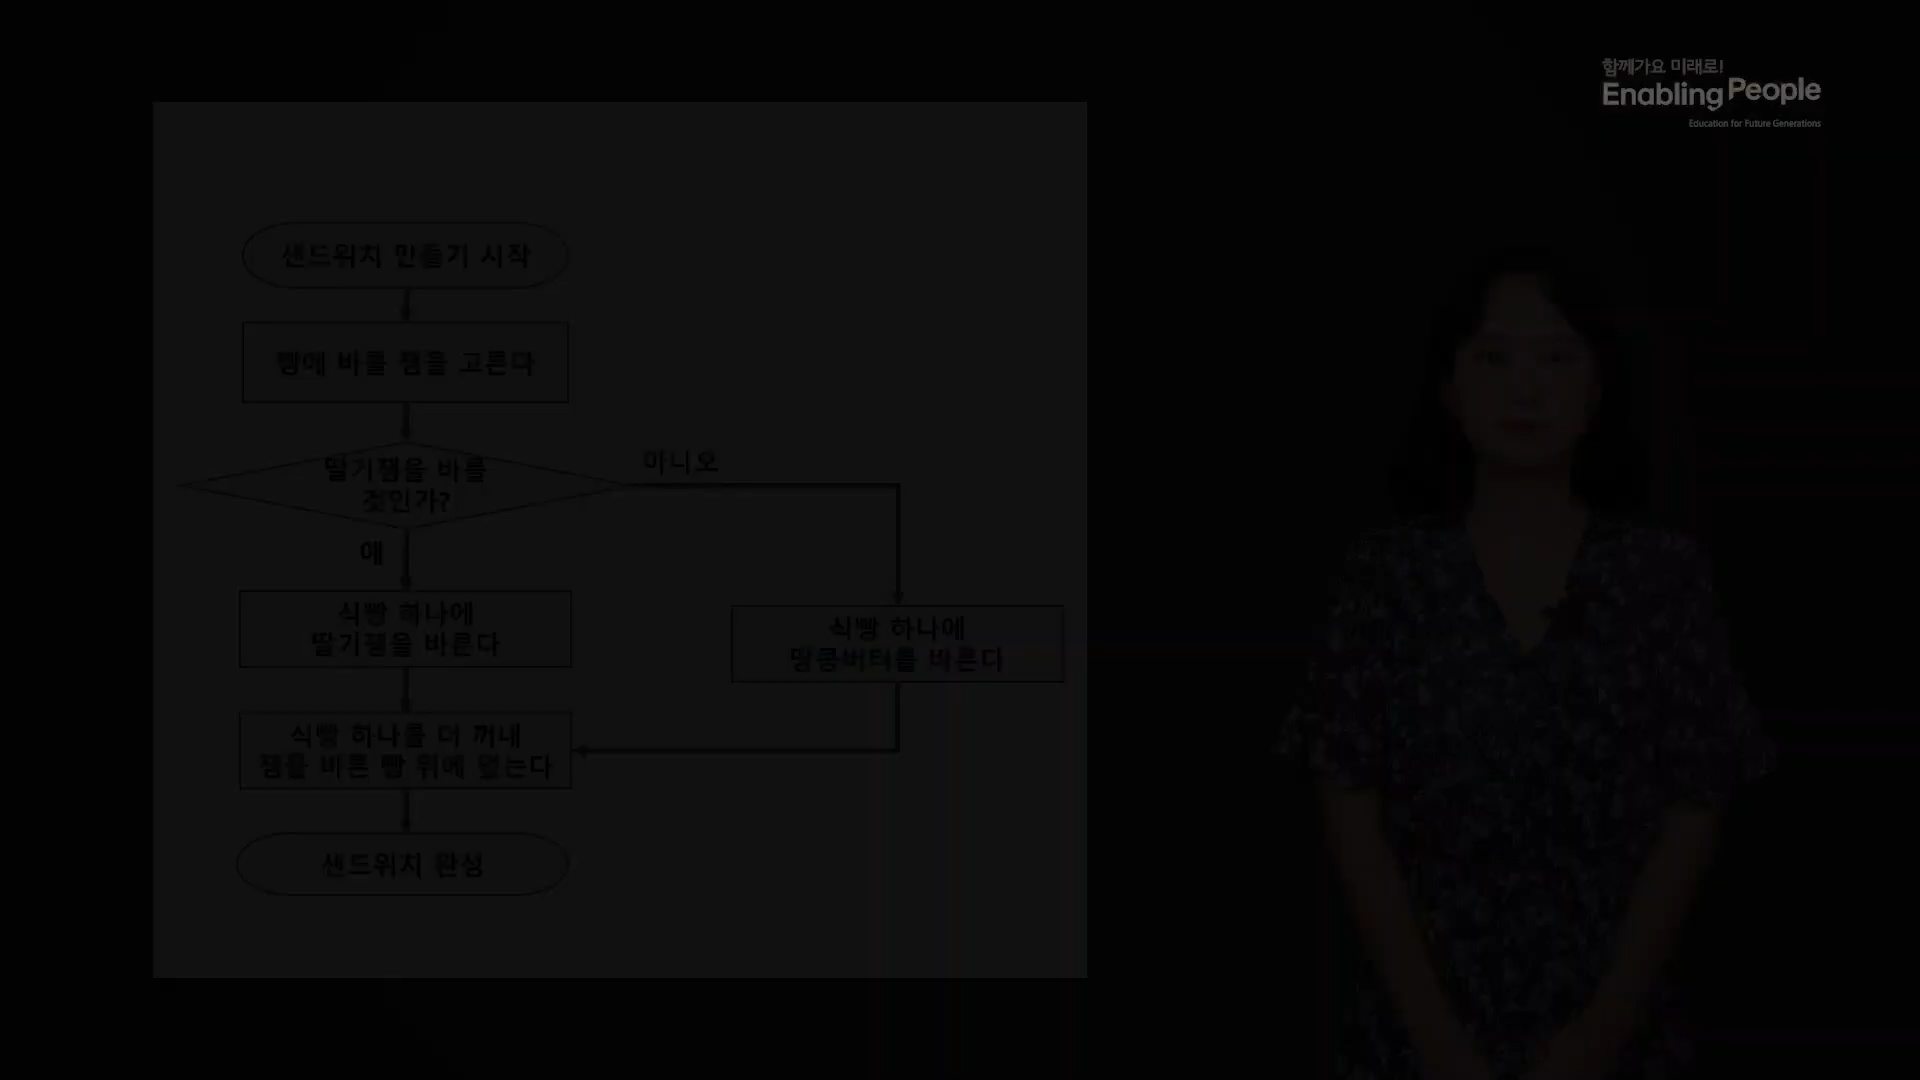 함께가요 미래로!
Enabling People
Education for Future Generations
샌드위치 만들기 시작
빵에 바를 잼을 고른다
딸기잼을 바를
것인가?
아니오
예
식빵 하나에
딸기잼을 바른다
식빵 하나에
땅콩버터를 바른다
식빵 하나를 더 꺼내
잼을 바른 빵 위에 덮는다
샌드위치 완성